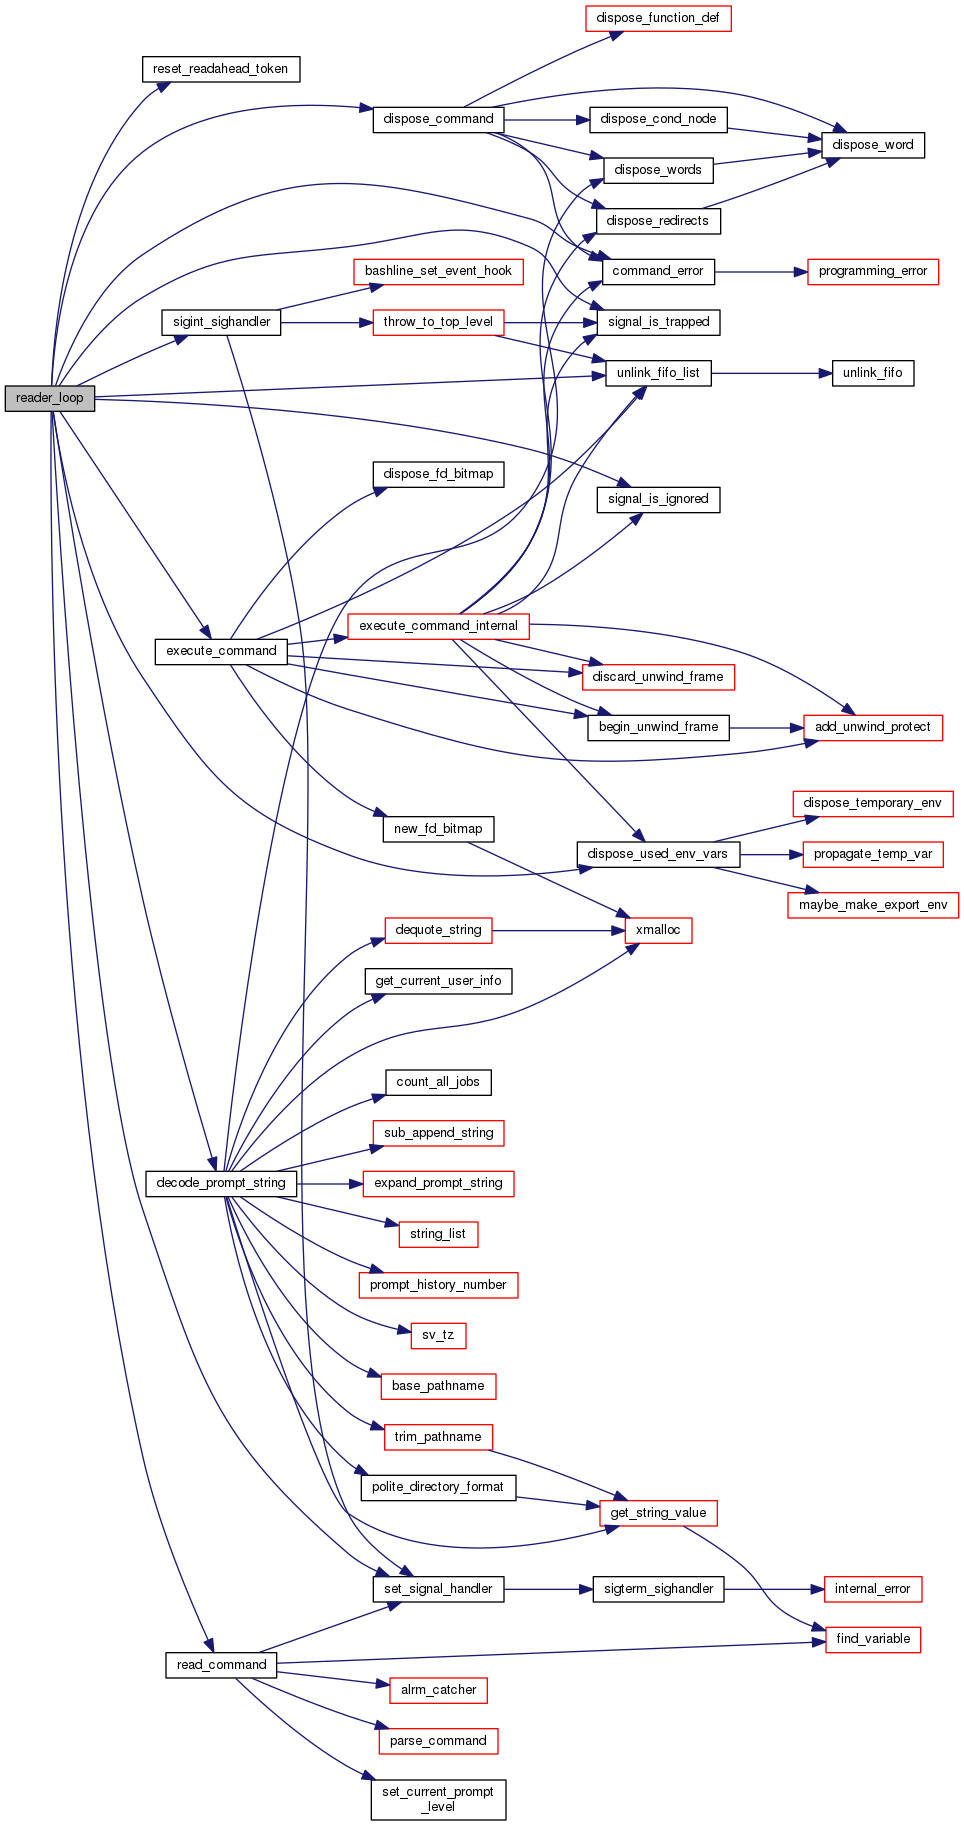 dispose_function_def
reset_readahead_token
dispose_command
dispose_cond_node
dispose_word
dispose_words
dispose_redirects
bashline_set_event_hook
command_error
programming_error
sigint_sighandler
throw_to_top_level
signal_is_trapped
unlink_fifo_list
unlink_fifo
reader_loop
dispose_fd_bitmap
signal_is_ignored
execute_command_internal
execute_command
discard_unwind_frame
begin_unwind_frame
add_unwind_protect
dispose_temporary_env
new_fd_bitmap
dispose_used_env_vars
propagate_temp_var
maybe_make_export_env
dequote_string
xmalloc
get_current_user_info
count_all_jobs
sub_append_string
decode_prompt_string
expand_prompt_string
string_list
prompt_history_number
sv_tz
base_pathname
trim_pathname
polite_directory_format
get_string_value
set_signal_handler
sigterm_sighandler
internal_error
find_variable
read_command
alrm_catcher
parse_command
set_current_prompt
_level